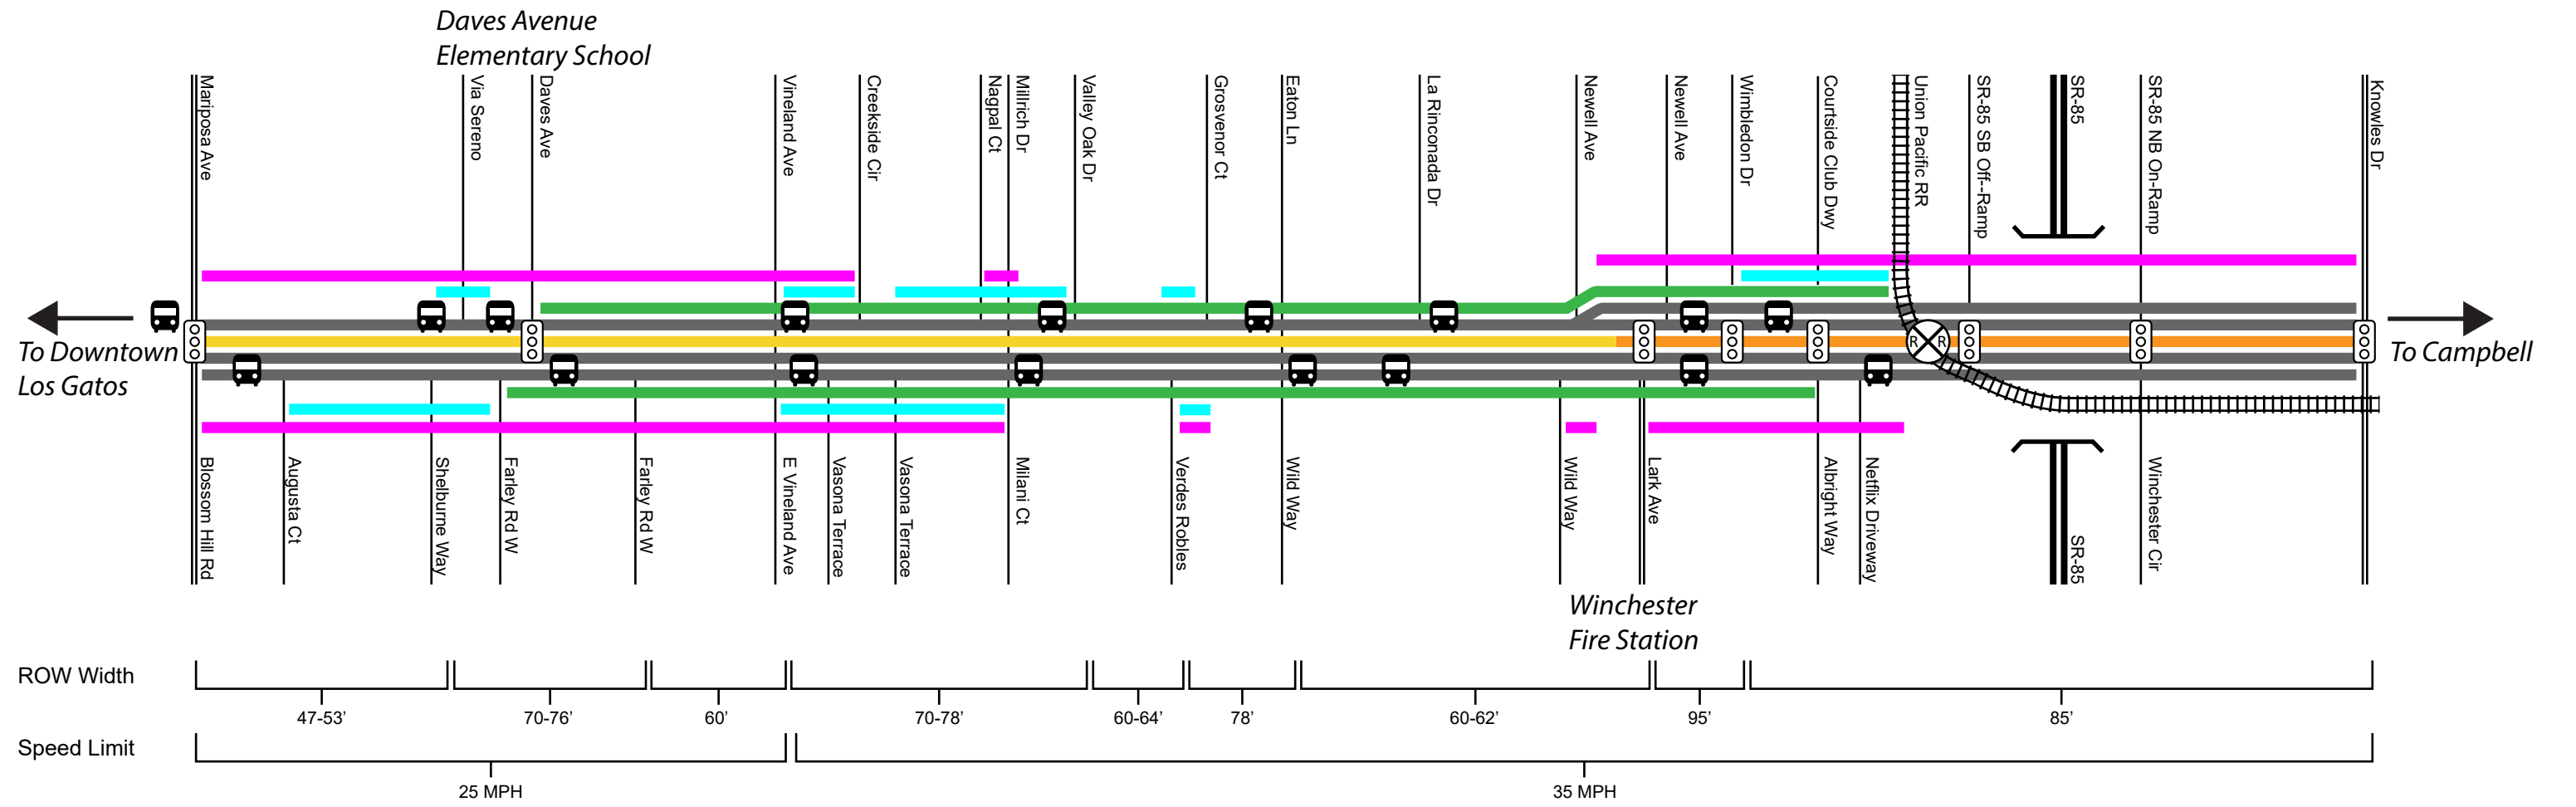 Daves Avenue
Elementary School
Mariposa Ave
Via Sereno
Daves Ave
Vineland Ave
Creekside Cir
Nagpal Ct
Millrich Dr
Valley Oak Dr
Grosvenor Ct
Eaton Ln
La Rinconada Dr
Newell Ave
Newell Ave
Wimbledon Dr
Courtside Club Dwy
Union Pacific RR
SR-85 SB Off--Ramp
SR-85
SR-85 NB On-Ramp
Knowles Dr
R R
To Downtown
Los Gatos
To Campbell
Blossom Hill Rd
Augusta Ct
Shelburne Way
Farley Rd W
Farley Rd W
E Vineland Ave
Vasona Terrace
Vasona Terrace
Milani Ct
Verdes Robles
Wild Way
Wild Way
Lark Ave
Albright Way
Netflix Driveway
SR-85
Winchester Cir
Winchester
Fire Station
ROW Width
47-53’
70-76’
60’
70-78’
60-64’
78’
60-62’
95’
85’
Speed Limit
25 MPH
35 MPH